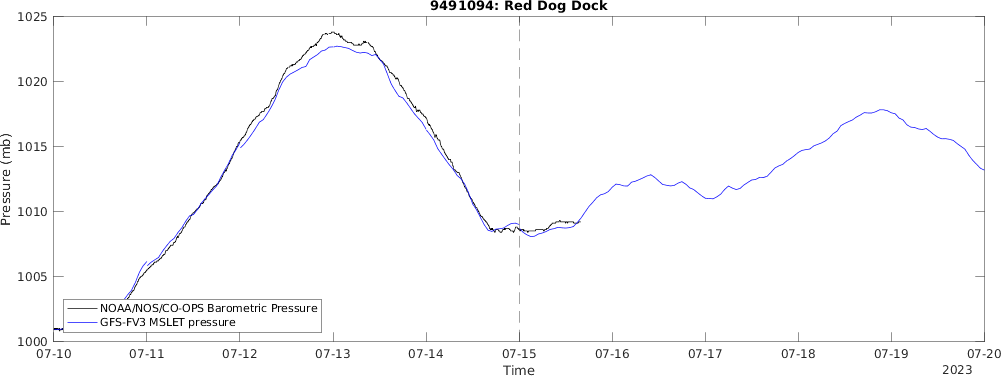 9491094: Red Dog Dock
Pressure (mb)
1025
1020
1015
1010
1005
1000
NOAA/NOS/CO-OPS Barometric Pressure
GFS-FV3 MSLET pressure
07-10 07-11 07-12 07-13 07-14 07-15 07-16 07-17 07-18 07-19 07-20
Time
2023